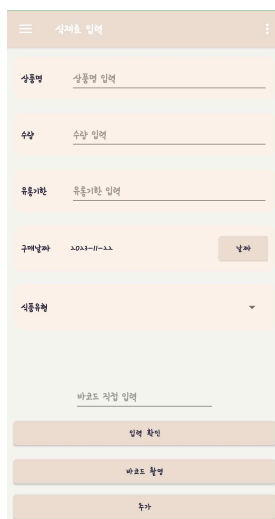 식재료 입력
상품명 상품명 입력
수량 수량 입력
유통기한 유통기한 입력
구매날짜 2023-11-22 날짜
식품유형
바코드 직접 입력
입력 확인
바코드 촬영
추가